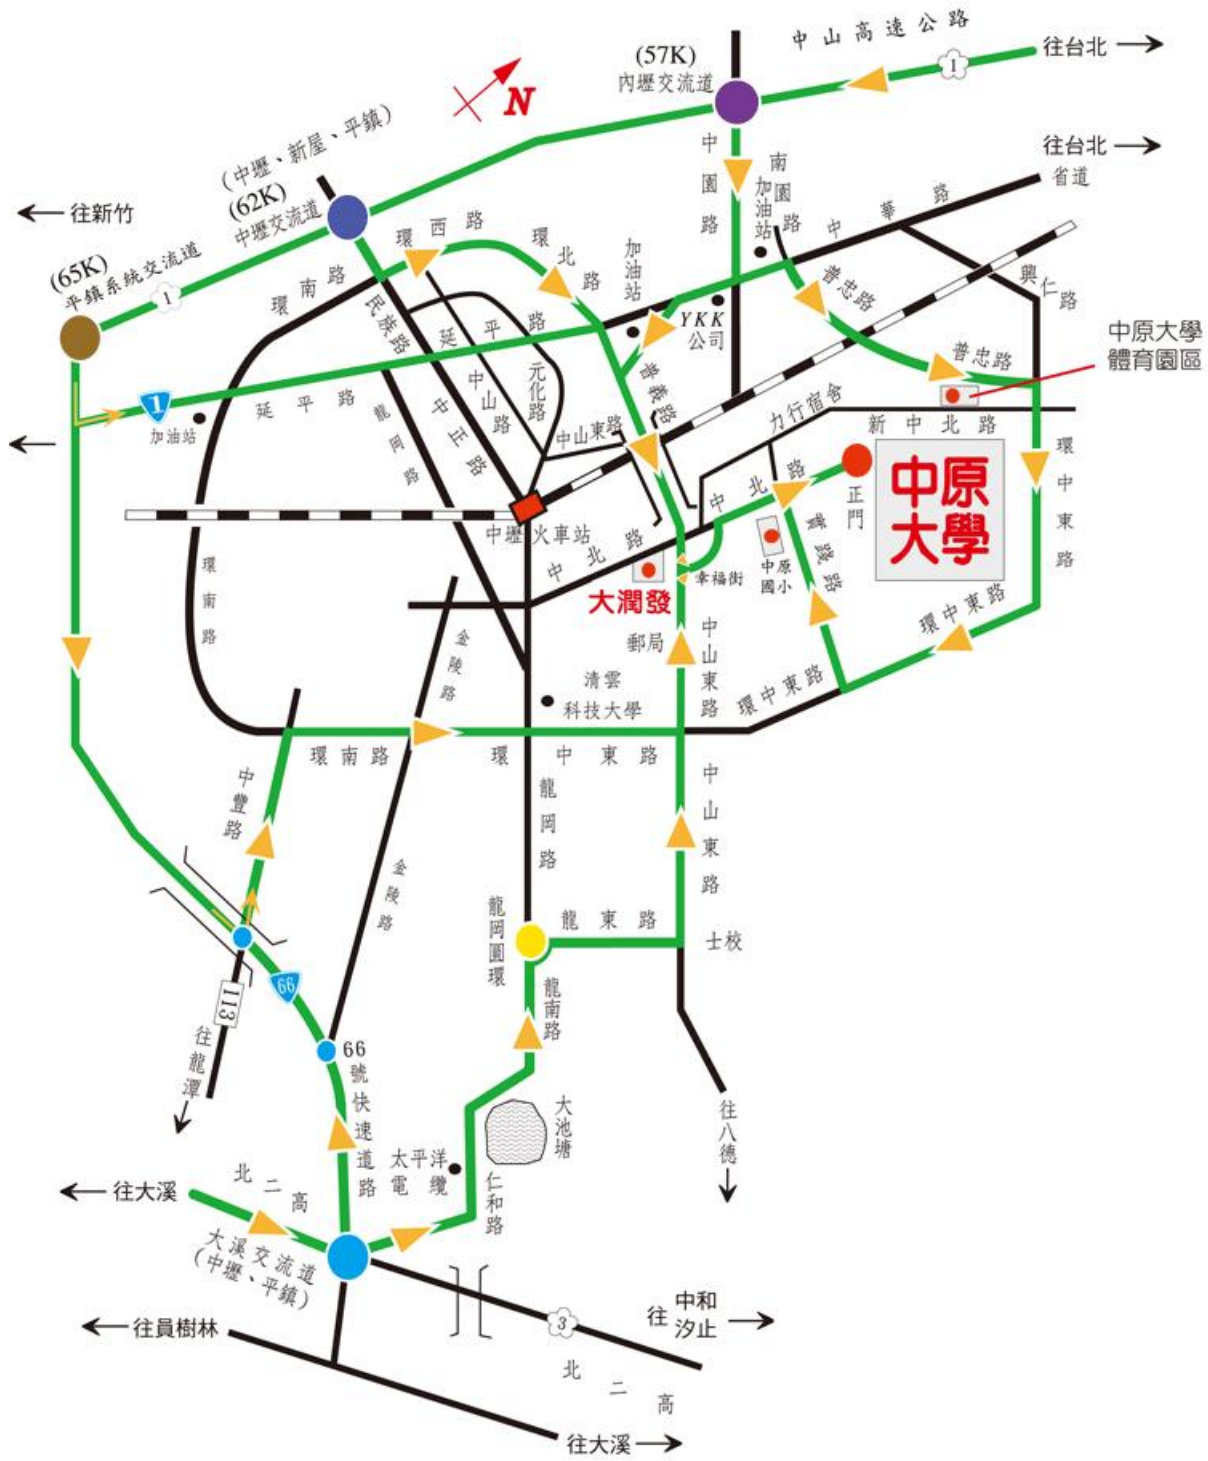 中山高速公路
1
往台北
(57K)
內壢交流道
N
往台北
省道
中華路
中園路
南園路
加油站
(中壢、新屋、平鎮)
(62K)
中壢交流道
往新竹
(65K)
平鎮系統交流道
1
環南路
環西路
環北路
加油站
YKK
公司
普忠路
普忠路
興仁路
中原大學
體育園區
民族路
延平路
中山路
元化路
中正路
龍岡路
中山東路
普義路
力行宿舍
新中北路
1
延平路
加油站
中壢火車站
中北路
中北路
正門
中原
大學
環中東路
環中東路
環中東路
實踐路
中原
國小
幸福街
大潤發
郵局
中山東路
清雲
科技大學
環南路
金陵路
環南路
環中東路
中豐路
龍岡路
中山東路
金陵路
龍岡圓環
龍東路
士校
龍南路
66
113
往龍潭
66
號快速道路
大池塘
太平洋
電纜
仁和路
往八德
往大溪
北二高
大溪交流道
(中壢、平鎮)
往員樹林
3
往
中和
汐止
北二高
往大溪